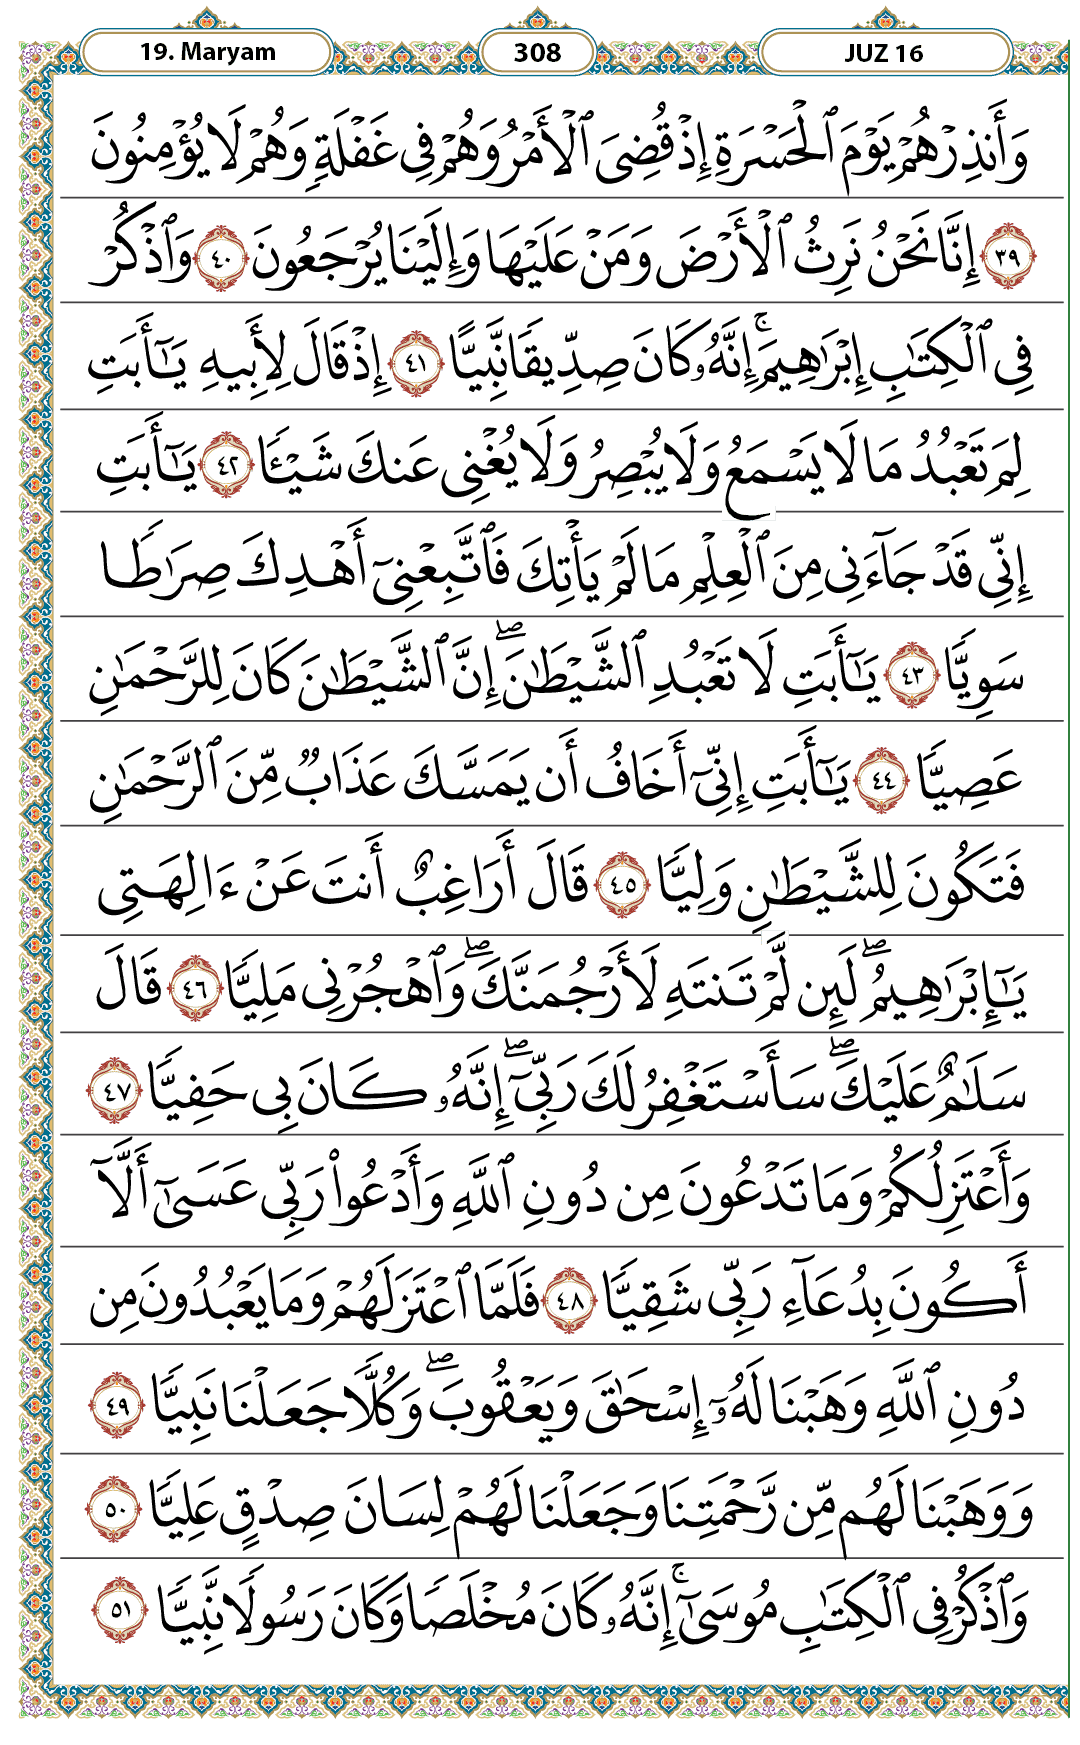 19. Maryam 308 JUZ 16
وَأَنذِرْهُمْ يَوْمَ ٱلْحَسْرَةِ إِذْ قُضِىَ ٱلْأَمْرُ وَهُمْ فِى غَفْلَةٍ وَهُمْ لَا يُؤْمِنُونَ
٣٩ إِنَّا نَحْنُ نَرِثُ ٱلْأَرْضَ وَمَنْ عَلَيْهَا وَإِلَيْنَا يُرْجَعُونَ ٤٠ وَٱذْكُرْ
فِى ٱلْكِتَٰبِ إِبْرَٰهِيمَ ۚ إِنَّهُۥ كَانَ صِدِّيقًا نَّبِيًّا ٤١ إِذْ قَالَ لِأَبِيهِ يَٰٓأَبَتِ
لِمَ تَعْبُدُ مَا لَا يَسْمَعُ وَلَا يُبْصِرُ وَلَا يُغْنِى عَنكَ شَيْـًٔا ٤٢ يَٰٓأَبَتِ
إِنِّى قَدْ جَآءَنِى مِنَ ٱلْعِلْمِ مَا لَمْ يَأْتِكَ فَٱتَّبِعْنِىٓ أَهْدِكَ صِرَٰطًا
سَوِيًّا ٤٣ يَٰٓأَبَتِ لَا تَعْبُدِ ٱلشَّيْطَٰنَ ۖ إِنَّ ٱلشَّيْطَٰنَ كَانَ لِلرَّحْمَٰنِ
عَصِيًّا ٤٤ يَٰٓأَبَتِ إِنِّىٓ أَخَافُ أَن يَمَسَّكَ عَذَابٌ مِّنَ ٱلرَّحْمَٰنِ
فَتَكُونَ لِلشَّيْطَٰنِ وَلِيًّا ٤٥ قَالَ أَرَاغِبٌ أَنتَ عَنْ ءَالِهَتِى
يَٰٓإِبْرَٰهِيمُ ۖ لَئِن لَّمْ تَنتَهِ لَأَرْجُمَنَّكَ ۖ وَٱهْجُرْنِى مَلِيًّا ٤٦ قَالَ
سَلَٰمٌ عَلَيْكَ ۖ سَأَسْتَغْفِرُ لَكَ رَبِّىٓ ۖ إِنَّهُۥ كَانَ بِى حَفِيًّا ٤٧
وَأَعْتَزِلُكُمْ وَمَا تَدْعُونَ مِن دُونِ ٱللَّهِ وَأَدْعُوا۟ رَبِّى عَسَىٰٓ أَلَّآ
أَكُونَ بِدُعَآءِ رَبِّى شَقِيًّا ٤٨ فَلَمَّا ٱعْتَزَلَهُمْ وَمَا يَعْبُدُونَ مِن
دُونِ ٱللَّهِ وَهَبْنَا لَهُۥٓ إِسْحَٰقَ وَيَعْقُوبَ ۖ وَكُلًّا جَعَلْنَا نَبِيًّا ٤٩
وَوَهَبْنَا لَهُم مِّن رَّحْمَتِنَا وَجَعَلْنَا لَهُمْ لِسَانَ صِدْقٍ عَلِيًّا ٥٠
وَٱذْكُرْ فِى ٱلْكِتَٰبِ مُوسَىٰٓ ۚ إِنَّهُۥ كَانَ مُخْلَصًا وَكَانَ رَسُولًا نَّبِيًّا ٥١